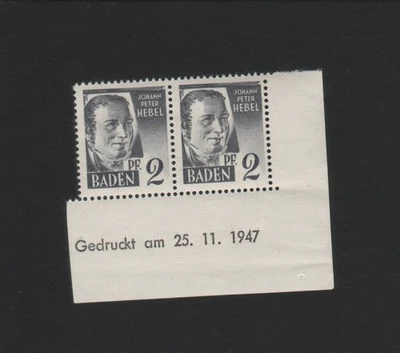 JOHANN
PETER
HEBEL
PF.
BADEN 2
JOHANN
PETER
HEBEL
PF.
BADEN 2
Gedruckt am 25. 11. 1947